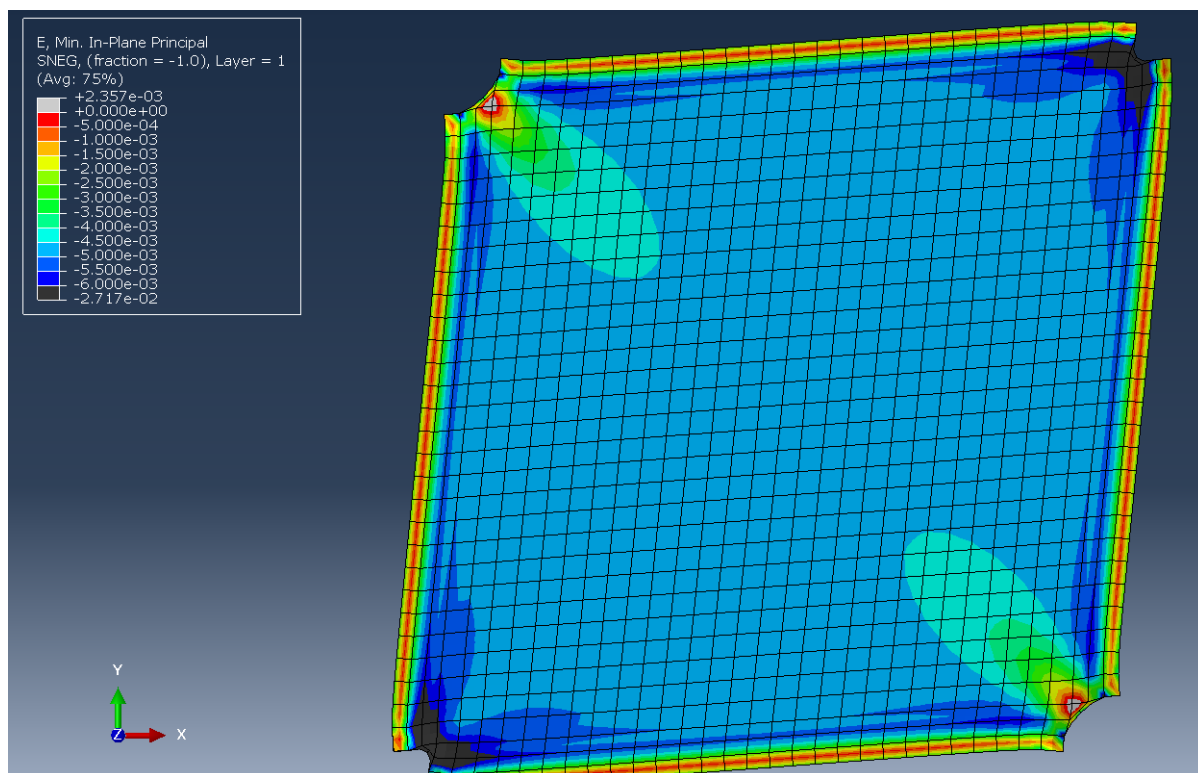 E, Min. In-Plane Principal
SNEG, (fraction = -1.0), Layer = 1
(Avg: 75%)
+2.357e-03
+0.000e+00
-5.000e-04
-1.000e-03
-1.500e-03
-2.000e-03
-2.500e-03
-3.000e-03
-3.500e-03
-4.000e-03
-4.500e-03
-5.000e-03
-5.500e-03
-6.000e-03
-2.717e-02
Y
Z
X